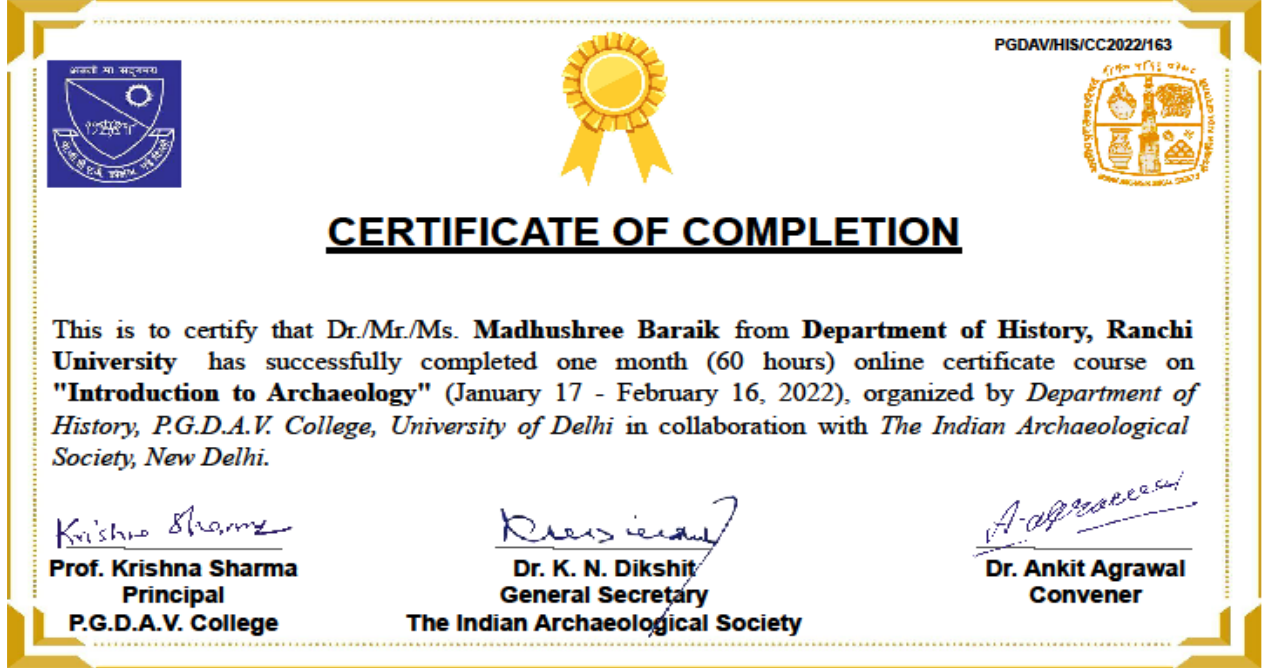 PGDAV/HIS/CC2022/163
CERTIFICATE OF COMPLETION
This is to certify that Dr./Mr./Ms. Madhushree Baraik from Department of History, Ranchi
University has successfully completed one month (60 hours) online certificate course on
"Introduction to Archaeology" (January 17 - February 16, 2022), organized by Department of
History, P.G.D.A.V. College, University of Delhi in collaboration with The Indian Archaeological
Society, New Delhi.
Krishna Sharma
A. Agrawal
Prof. Krishna Sharma
Principal
P.G.D.A.V. College
Dr. K. N. Dikshit
General Secretary
The Indian Archaeological Society
Dr. Ankit Agrawal
Convener